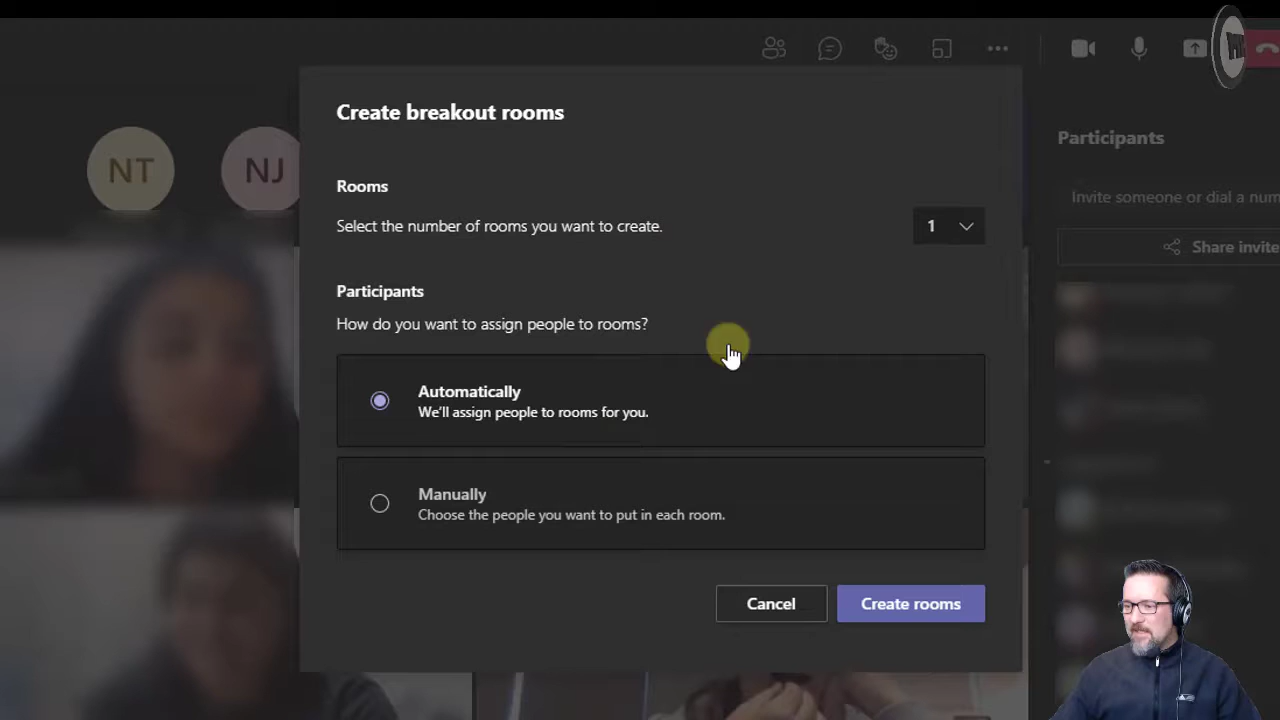 Create breakout rooms
NT
NJ
Participants
Rooms
Invite someone or dial a num
Select the number of rooms you want to create.
1
Share invite
Participants
How do you want to assign people to rooms?
Automatically
We'll assign people to rooms for you.
Manually
Choose the people you want to put in each room.
Cancel
Create rooms